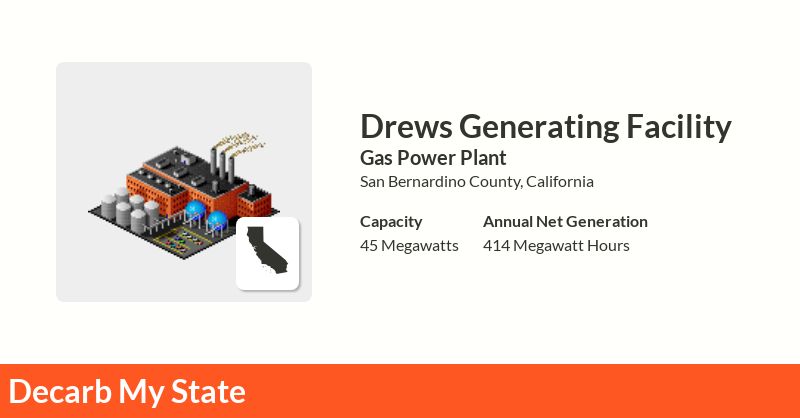 Drews Generating Facility
Gas Power Plant
San Bernardino County, California
Capacity
45 Megawatts
Annual Net Generation
414 Megawatt Hours
Decarb My State